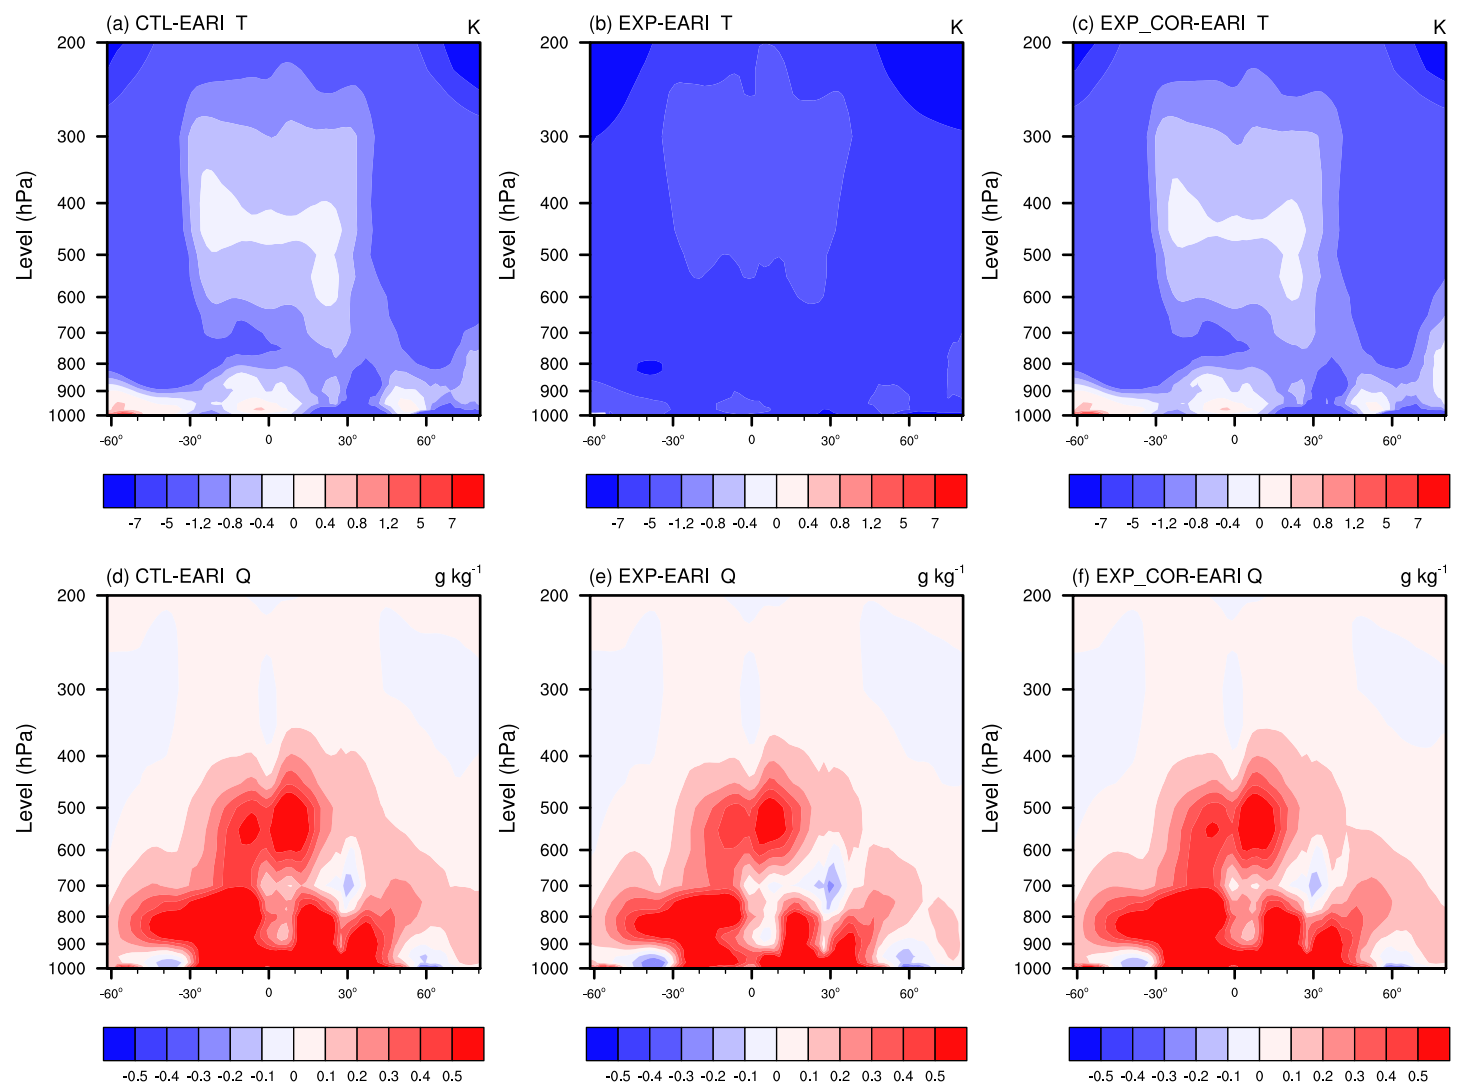 (a) CTL-EARI T K
(b) EXP-EARI T K
(c) EXP_COR-EARI T K
Level (hPa)
200
300
400
500
600
700
800
900
1000
-60° -30° 0 30° 60°
Level (hPa)
200
300
400
500
600
700
800
900
1000
-60° -30° 0 30° 60°
Level (hPa)
200
300
400
500
600
700
800
900
1000
-60° -30° 0 30° 60°
-7 -5 -1.2 -0.8 -0.4 0 0.4 0.8 1.2 5 7
-7 -5 -1.2 -0.8 -0.4 0 0.4 0.8 1.2 5 7
-7 -5 -1.2 -0.8 -0.4 0 0.4 0.8 1.2 5 7
(d) CTL-EARI Q g kg⁻¹
(e) EXP-EARI Q g kg⁻¹
(f) EXP_COR-EARI Q g kg⁻¹
Level (hPa)
200
300
400
500
600
700
800
900
1000
-60° -30° 0 30° 60°
Level (hPa)
200
300
400
500
600
700
800
900
1000
-60° -30° 0 30° 60°
Level (hPa)
200
300
400
500
600
700
800
900
1000
-60° -30° 0 30° 60°
-0.5 -0.4 -0.3 -0.2 -0.1 0 0.1 0.2 0.3 0.4 0.5
-0.5 -0.4 -0.3 -0.2 -0.1 0 0.1 0.2 0.3 0.4 0.5
-0.5 -0.4 -0.3 -0.2 -0.1 0 0.1 0.2 0.3 0.4 0.5